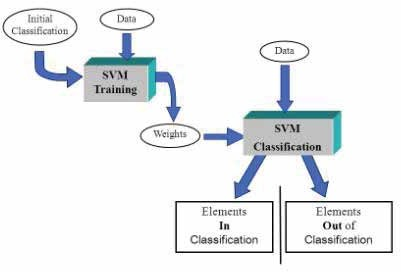 Initial
Classification
Data
SVM
Training
Data
Weights
SVM
Classification
Elements
In
Classification
Elements
Out of
Classification